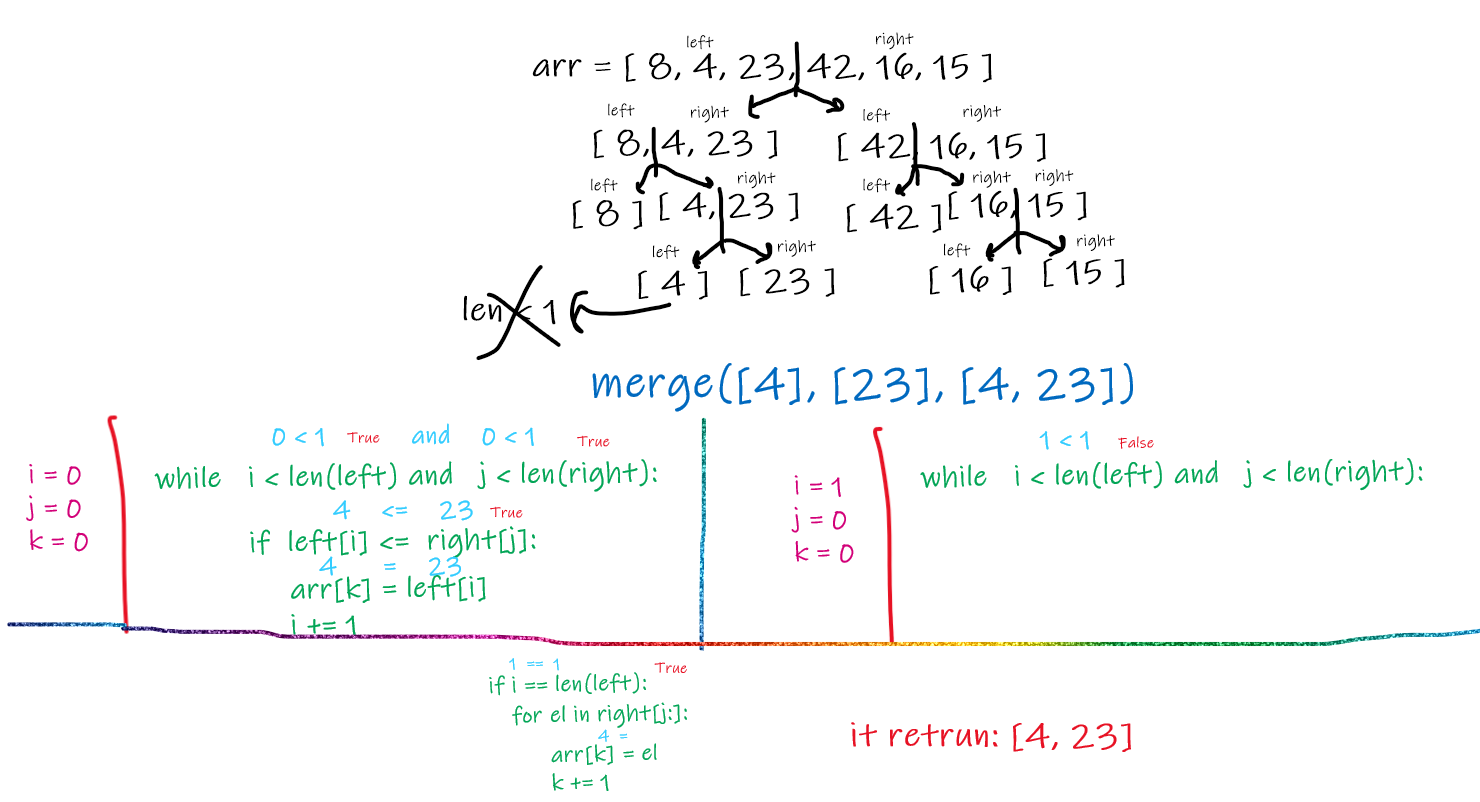 left right
arr = [ 8, 4, 23, 42, 16, 15 ]
left right left right
[ 8, 4, 23 ] [ 42 16, 15 ]
left right left right right
[ 8 ] [ 4, 23 ] [ 42 ] [ 16, 15 ]
left right left right
[ 4 ] [ 23 ] [ 16 ] [ 15 ]
len < 1
merge([4], [23], [4, 23])
i = 0
j = 0
k = 0
0 < 1 True and 0 < 1 True
while i < len(left) and j < len(right):
4 <= 23 True
if left[i] <= right[j]:
4 = 23
arr[k] = left[i]
i += 1
i = 1
j = 0
k = 0
1 < 1 False
while i < len(left) and j < len(right):
1 == 1 True
if i == len(left):
for el in right[j:]:
4 =
arr[k] = el
k += 1
it retrun: [4, 23]